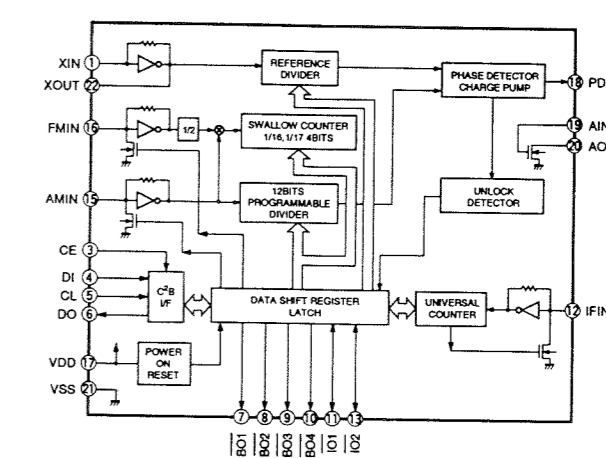 XIN 1
XOUT 22
REFERENCE
DIVIDER
PHASE DETECTOR
CHARGE PUMP
18 PD
FMIN 16
1/2
SWALLOW COUNTER
1/16, 1/17 4BITS
19 AIN
20 AO
AMIN 15
12BITS
PROGRAMMABLE
DIVIDER
UNLOCK
DETECTOR
CE 3
DI 4
CL 5
DO 6
C²B
I/F
DATA SHIFT REGISTER
LATCH
UNIVERSAL
COUNTER
12 IFIN
VDD 17
VSS 21
POWER
ON
RESET
7 8 9 10 11 13
BO1
BO2
BO3
BO4
IO1
IO2